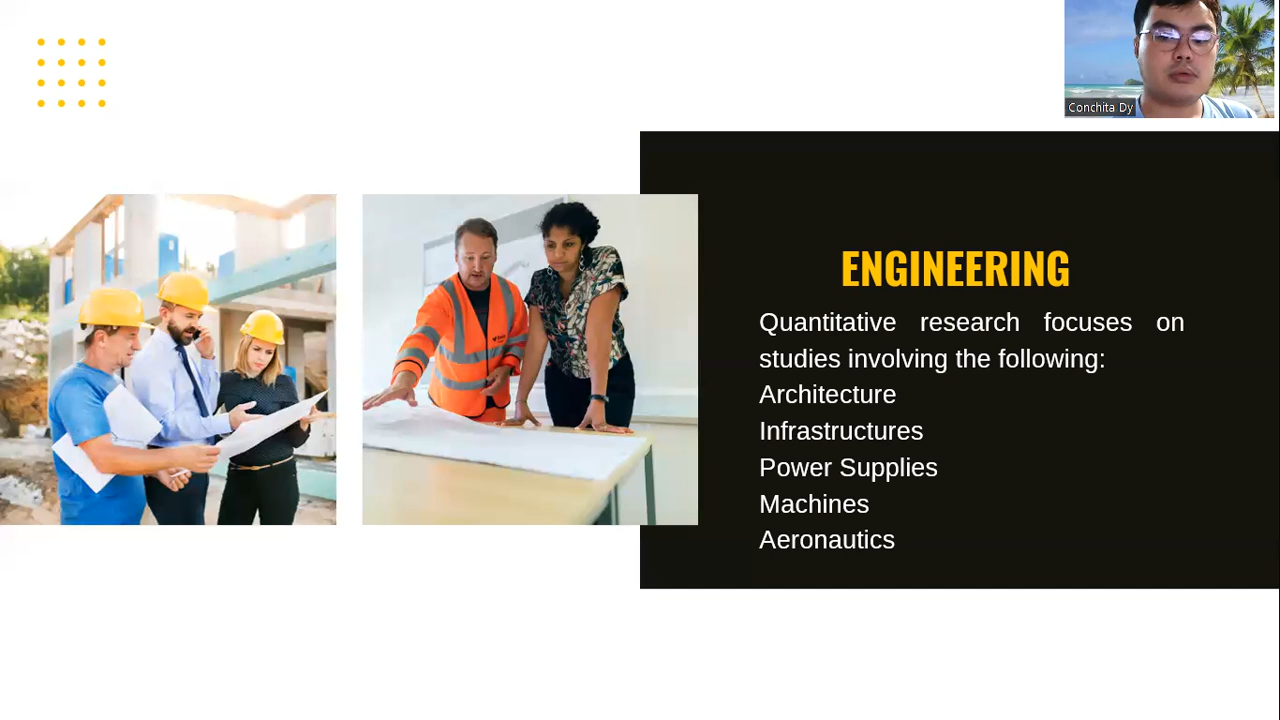 Conchita Dy
ENGINEERING
Quantitative research focuses on
studies involving the following:
Architecture
Infrastructures
Power Supplies
Machines
Aeronautics